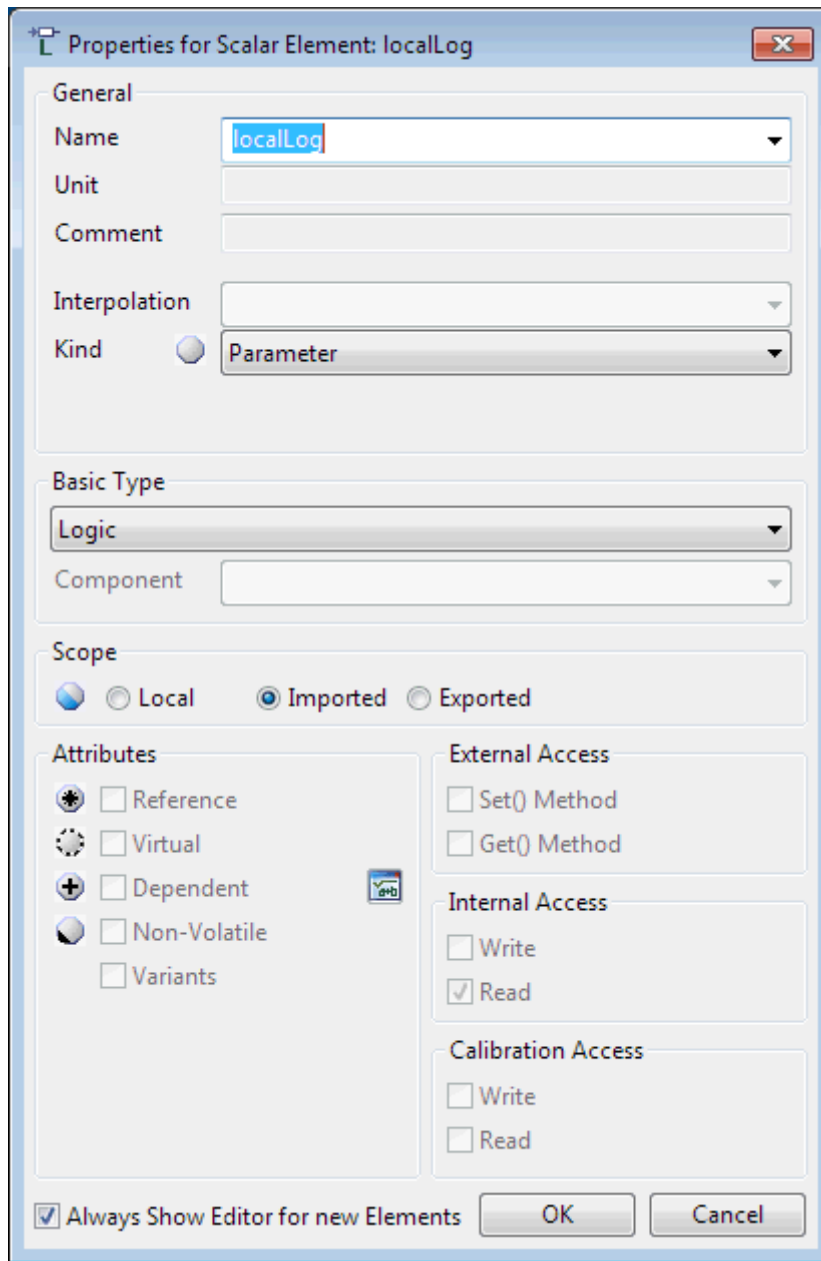 Properties for Scalar Element: localLog
General
Name localLog
Unit
Comment
Interpolation
Kind Parameter
Basic Type
Logic
Component
Scope
Local Imported Exported
Attributes
Reference
Virtual
Dependent
Non-Volatile
Variants
External Access
Set() Method
Get() Method
Internal Access
Write
Read
Calibration Access
Write
Read
Always Show Editor for new Elements OK Cancel